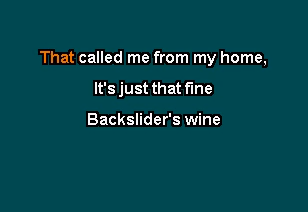 That called me from my home,
It's just that fine
Backslider's wine